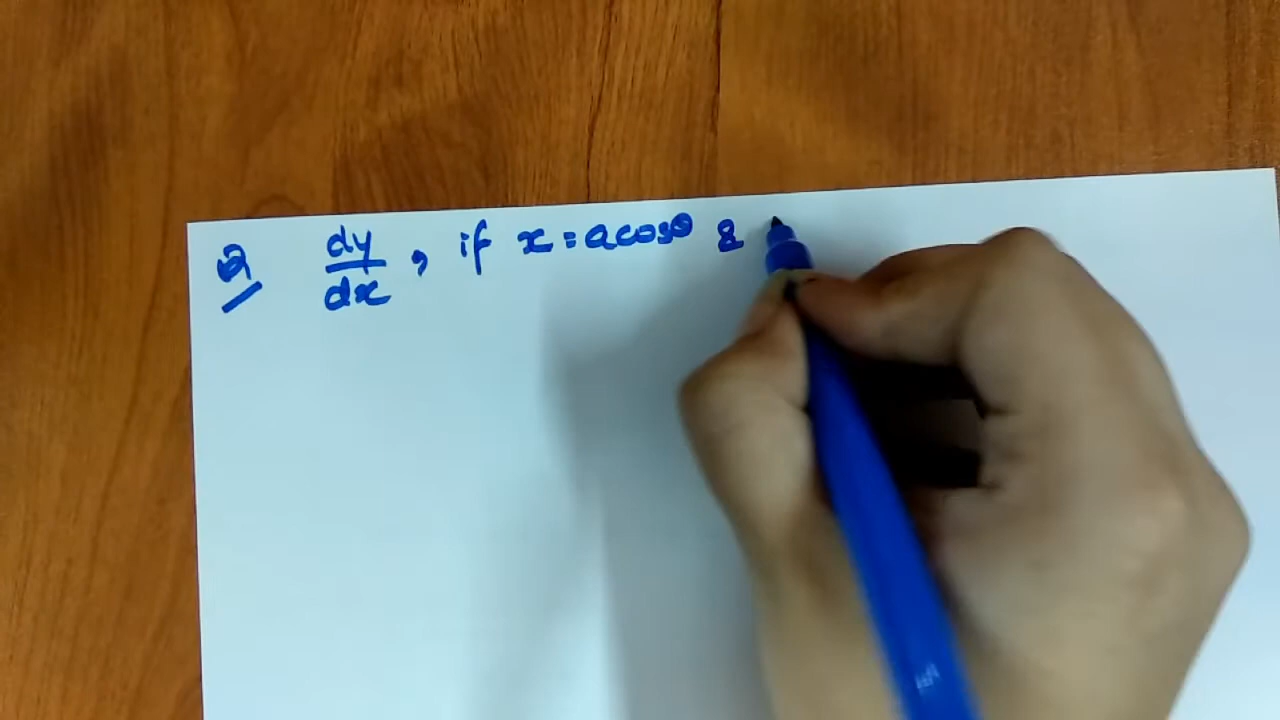 Q dy/dx, if x = a cosθ &